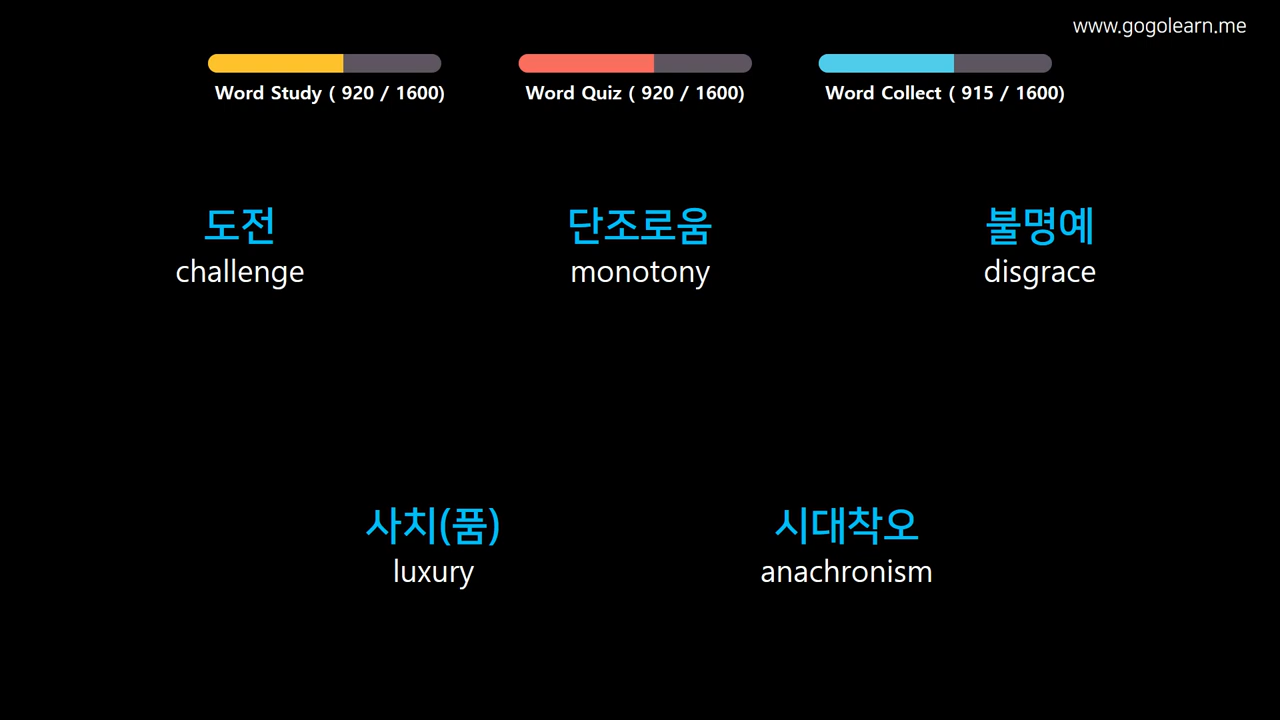 www.gogolearn.me
Word Study ( 920 / 1600)
Word Quiz ( 920 / 1600)
Word Collect ( 915 / 1600)
도전
challenge
단조로움
monotony
불명예
disgrace
사치(품)
luxury
시대착오
anachronism